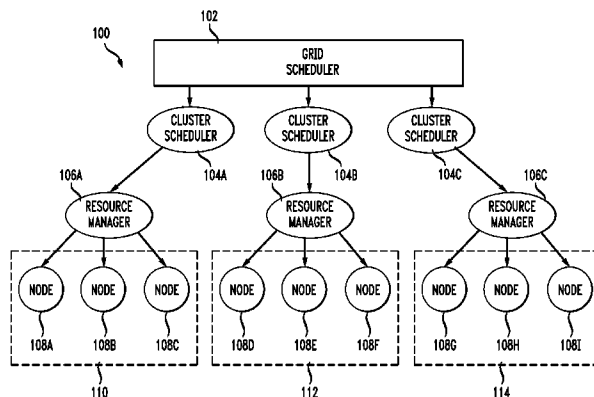 102
100
GRID
SCHEDULER
CLUSTER
SCHEDULER
CLUSTER
SCHEDULER
CLUSTER
SCHEDULER
104A
104B
104C
106A
106B
106C
RESOURCE
MANAGER
RESOURCE
MANAGER
RESOURCE
MANAGER
NODE
NODE
NODE
NODE
NODE
NODE
NODE
NODE
NODE
108A
108B
108C
108D
108E
108F
108G
108H
108I
110
112
114